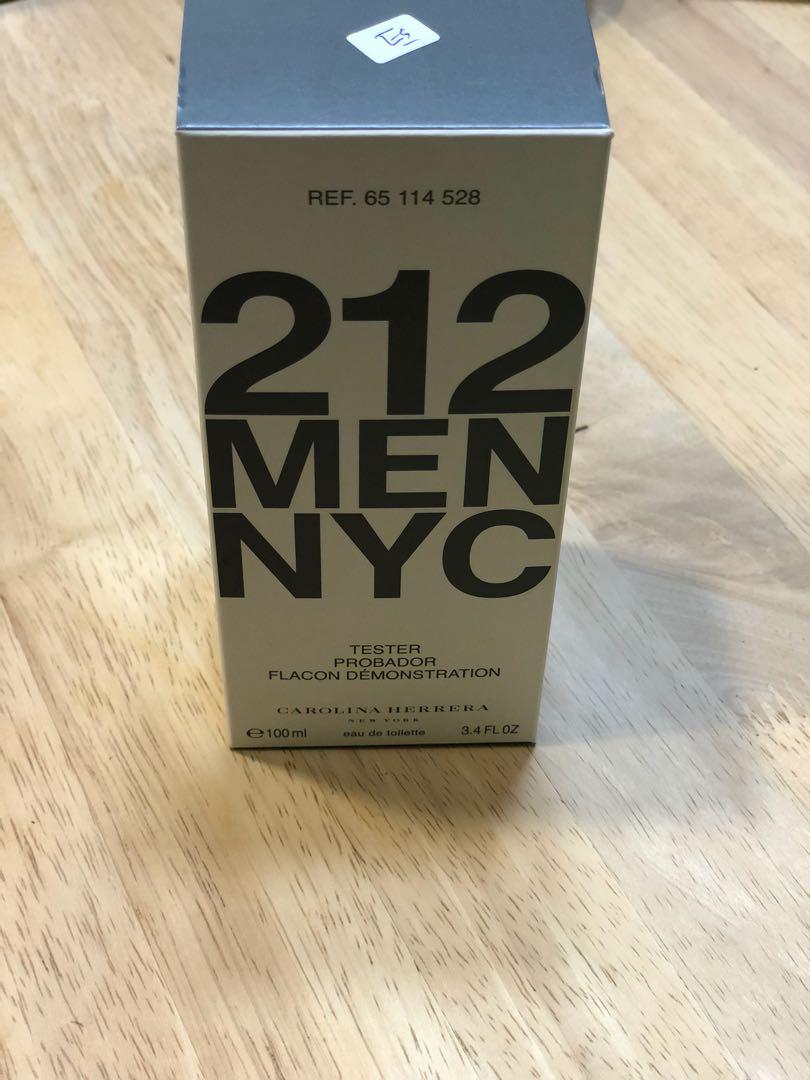 REF. 65 114 528
212
MEN
NYC
TESTER
PROBADOR
FLACON DÉMONSTRATION
CAROLINA HERRERA
NEW YORK
℮100 ml eau de toilette 3.4 FL OZ